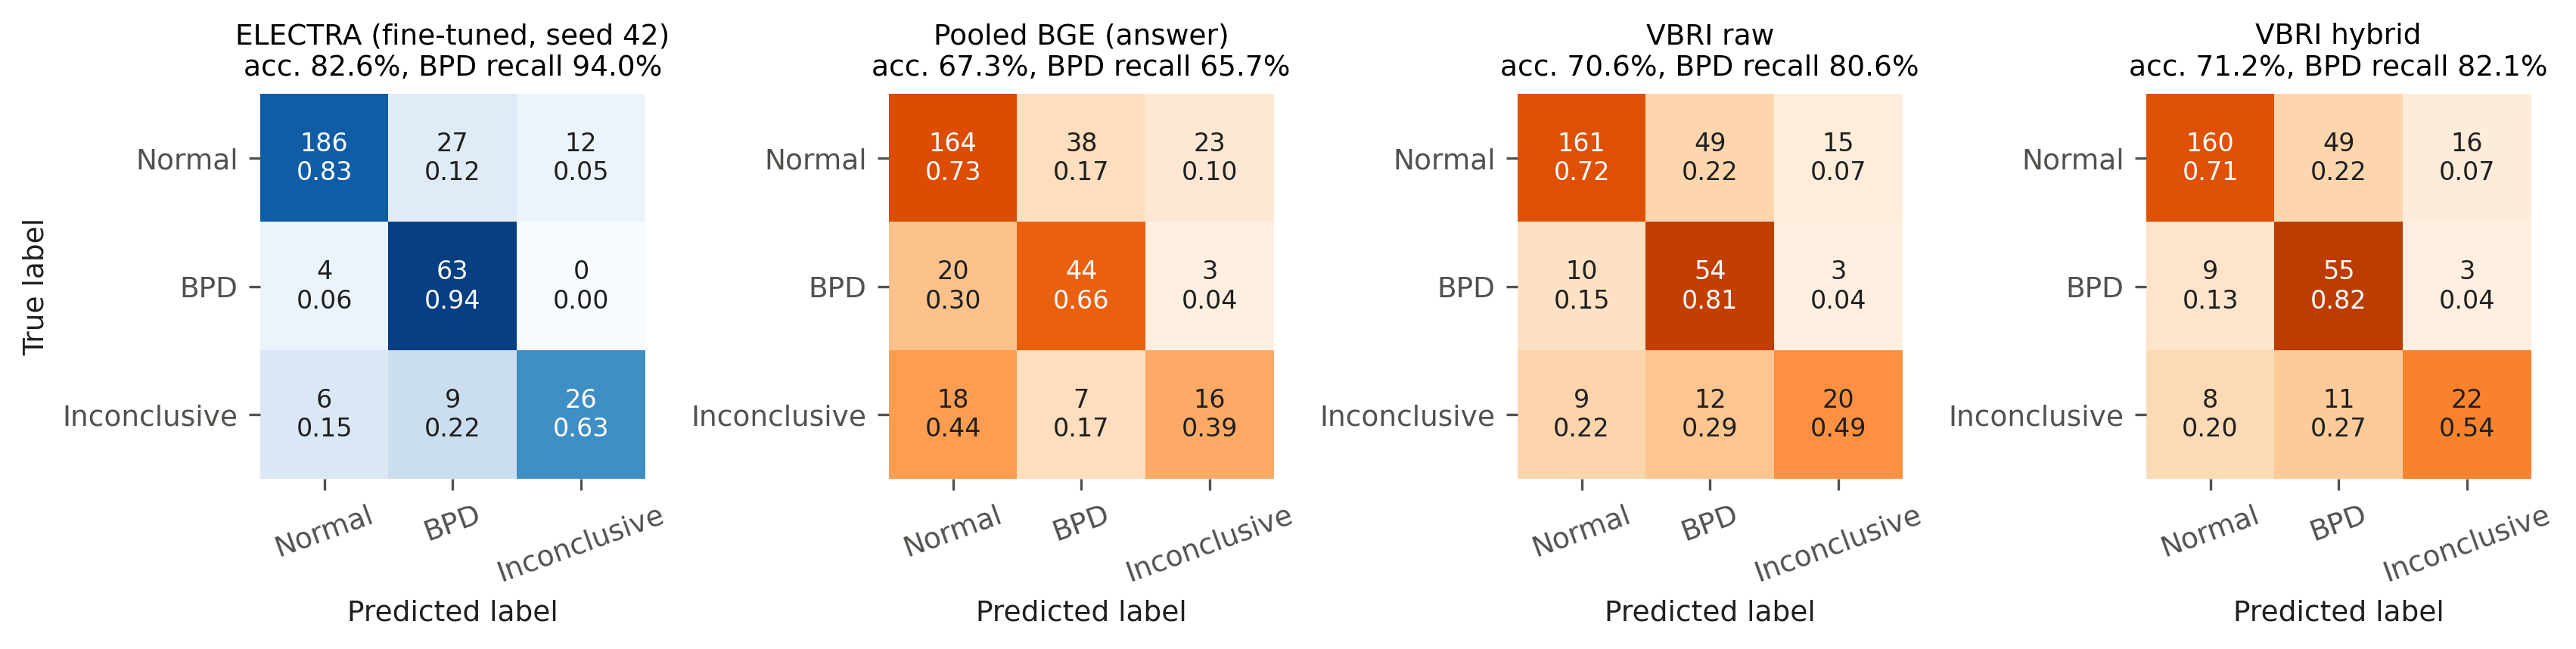 ELECTRA (fine-tuned, seed 42)
acc. 82.6%, BPD recall 94.0%
True label
Normal
186 27 12
0.83 0.12 0.05
BPD
4 63 0
0.06 0.94 0.00
Inconclusive
6 9 26
0.15 0.22 0.63
Normal BPD Inconclusive
Predicted label
Pooled BGE (answer)
acc. 67.3%, BPD recall 65.7%
Normal
164 38 23
0.73 0.17 0.10
BPD
20 44 3
0.30 0.66 0.04
Inconclusive
18 7 16
0.44 0.17 0.39
Normal BPD Inconclusive
Predicted label
VBRI raw
acc. 70.6%, BPD recall 80.6%
Normal
161 49 15
0.72 0.22 0.07
BPD
10 54 3
0.15 0.81 0.04
Inconclusive
9 12 20
0.22 0.29 0.49
Normal BPD Inconclusive
Predicted label
VBRI hybrid
acc. 71.2%, BPD recall 82.1%
Normal
160 49 16
0.71 0.22 0.07
BPD
9 55 3
0.13 0.82 0.04
Inconclusive
8 11 22
0.20 0.27 0.54
Normal BPD Inconclusive
Predicted label